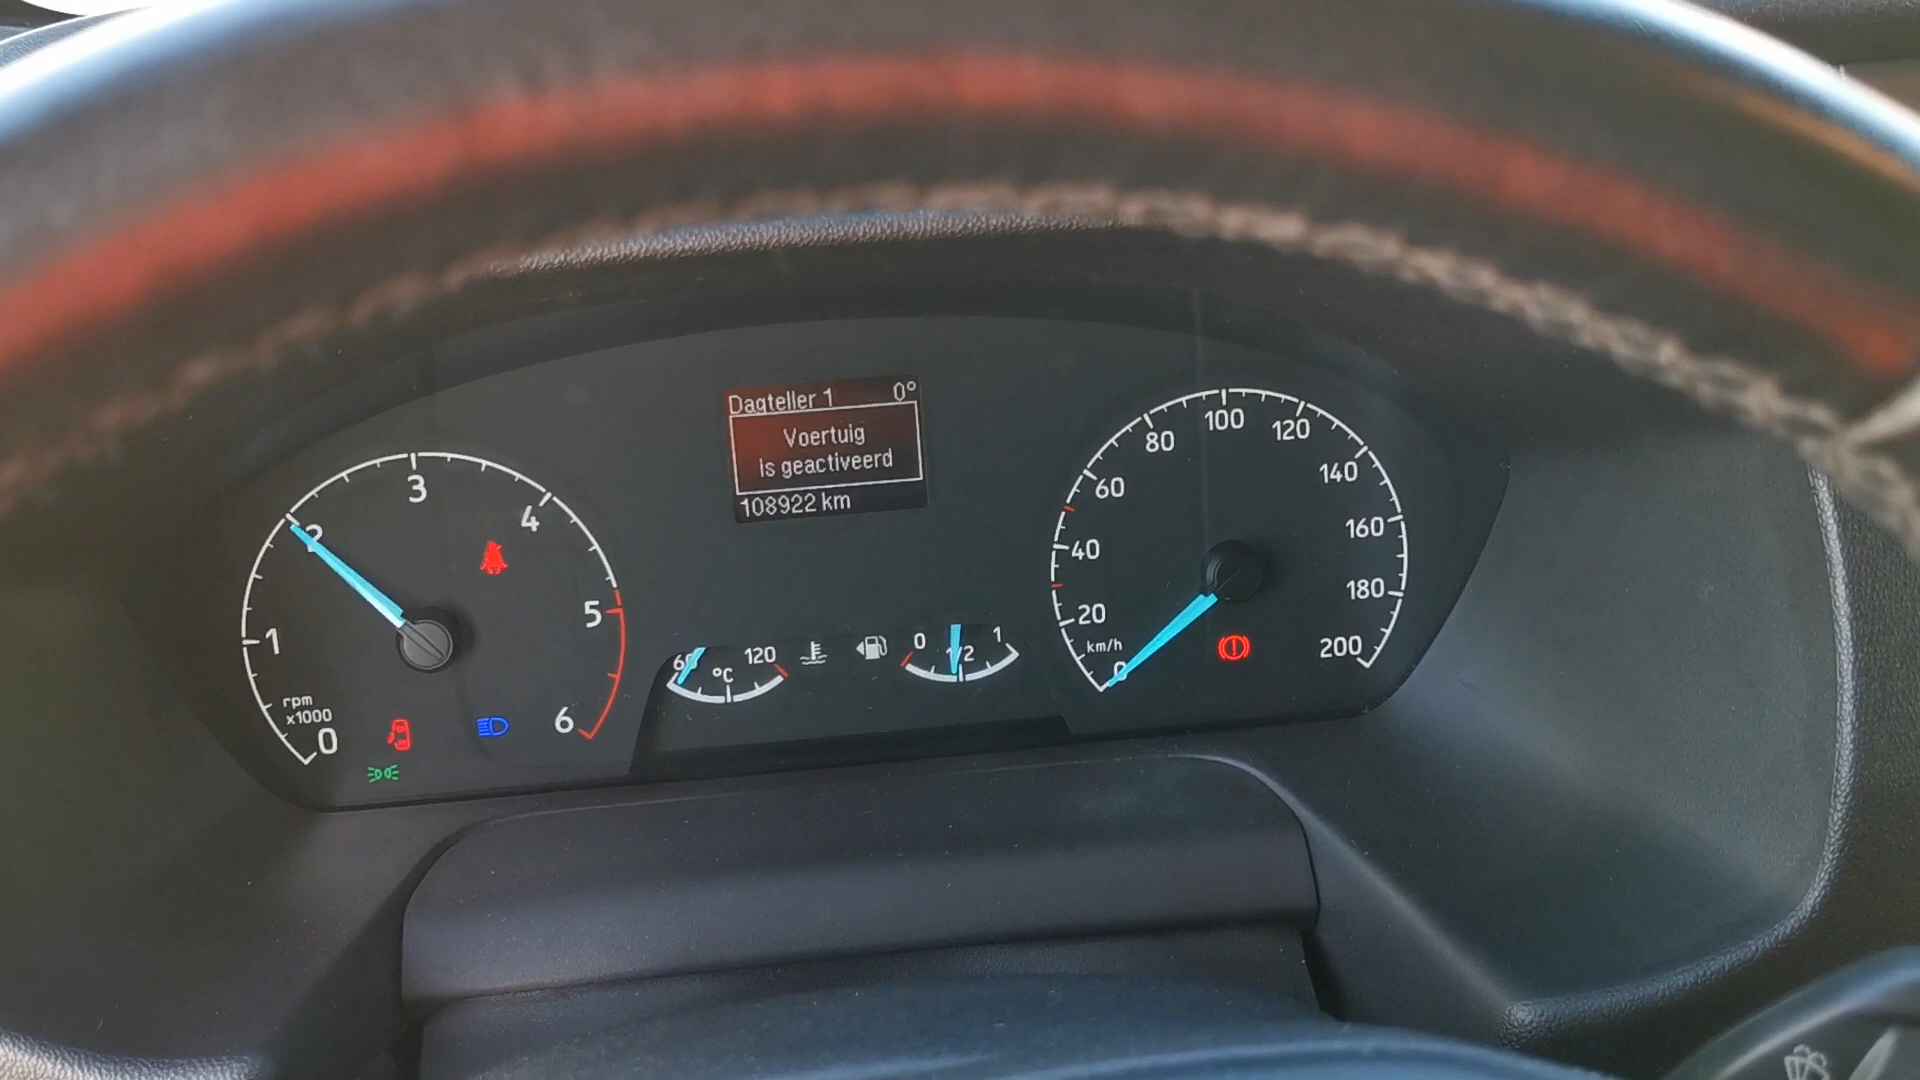 Dagteller 1 0°
Voertuig
is geactiveerd
108922 km
0 1 2 3 4 5 6
rpm
x1000
60 120
°C
0 1/2 1
0 20 40 60 80 100 120 140 160 180 200
km/h